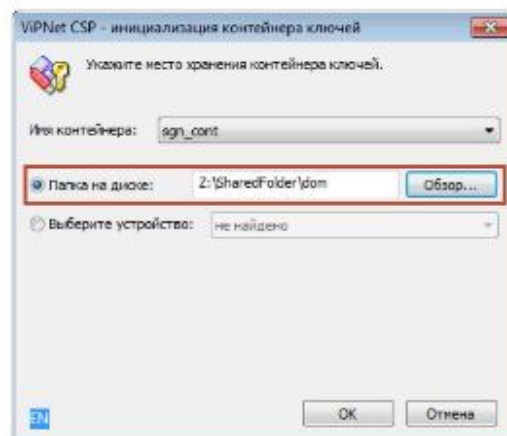 ViPNet CSP - инициализация контейнера ключей
Укажите место хранения контейнера ключей.
Имя контейнера: sgn_cont
Папка на диске: Z:\SharedFolder\dom Обзор...
Выберите устройство: не найдено
EN OK Отмена